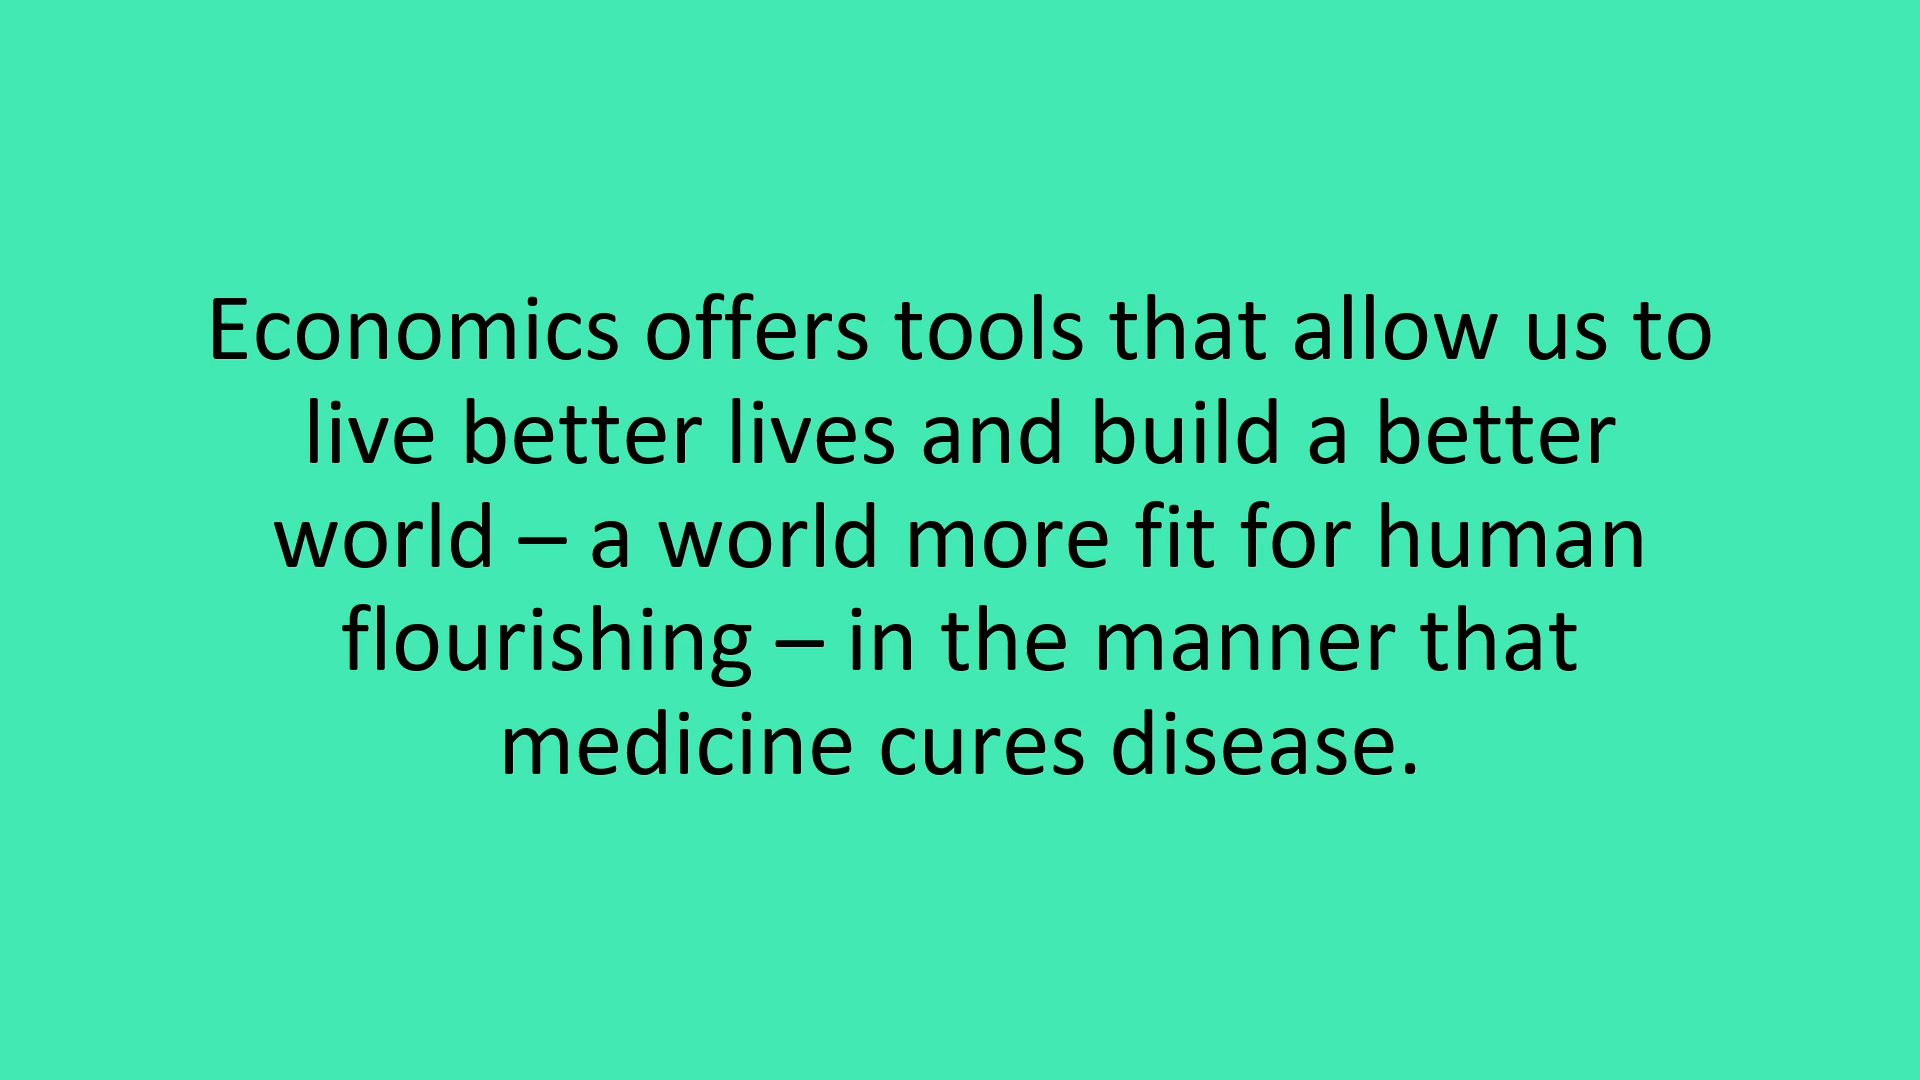 Economics offers tools that allow us to
live better lives and build a better
world – a world more fit for human
flourishing – in the manner that
medicine cures disease.